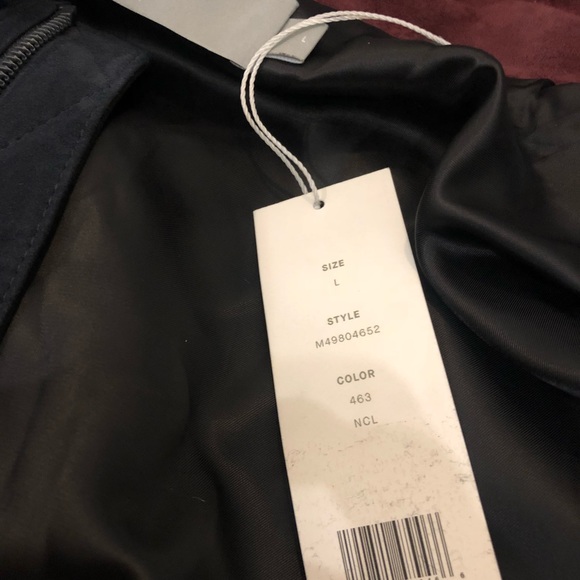 SIZE
L
STYLE
M49804652
COLOR
463
NCL